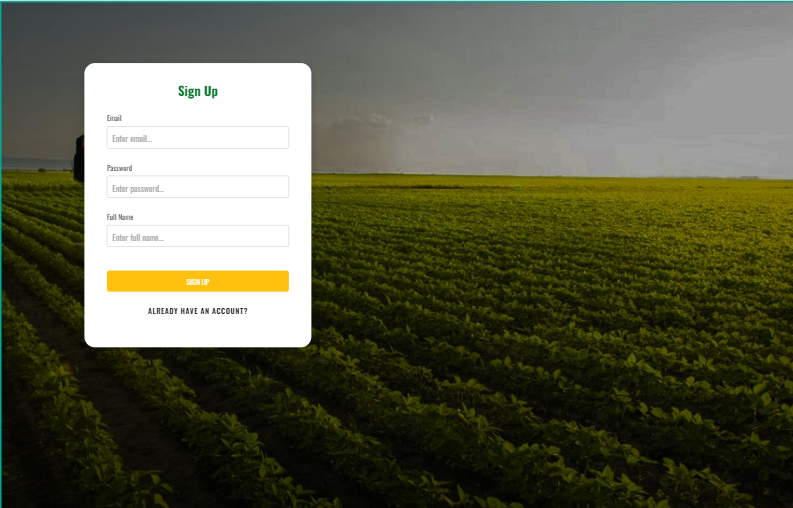 Sign Up
Email
Enter email...
Password
Enter password...
Full Name
Enter full name...
SIGN UP
ALREADY HAVE AN ACCOUNT?